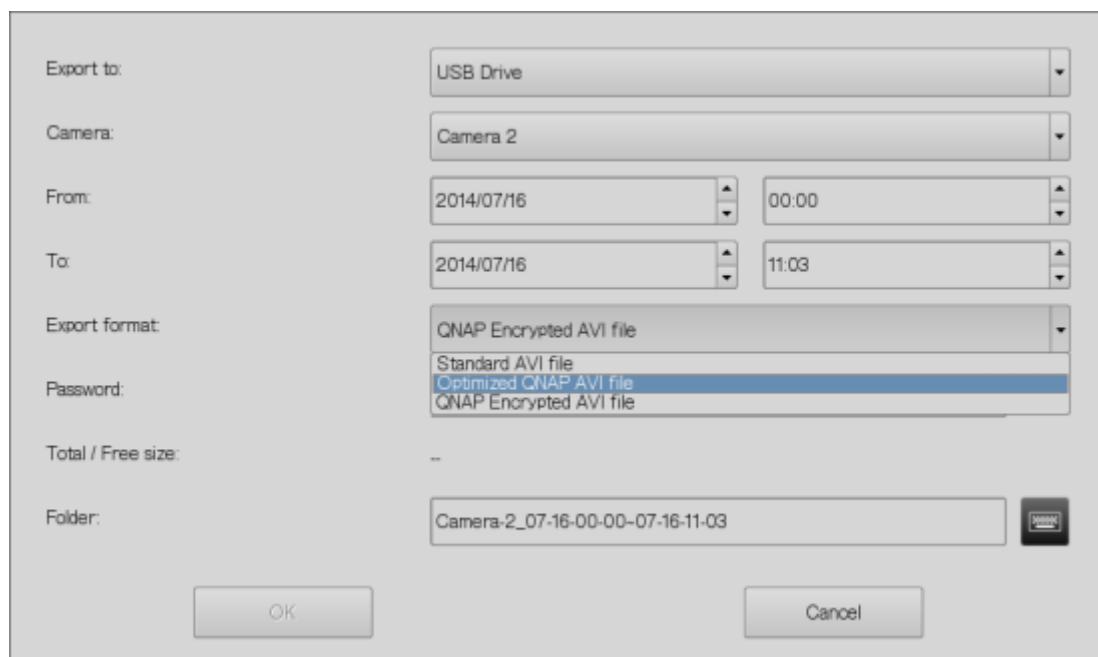 Export to: USB Drive
Camera: Camera 2
From: 2014/07/16 00:00
To: 2014/07/16 11:03
Export format: QNAP Encrypted AVI file
Standard AVI file
Optimized QNAP AVI file
Password:
QNAP Encrypted AVI file
Total / Free size: --
Folder: Camera-2_07-16-00-00~07-16-11-03
OK Cancel